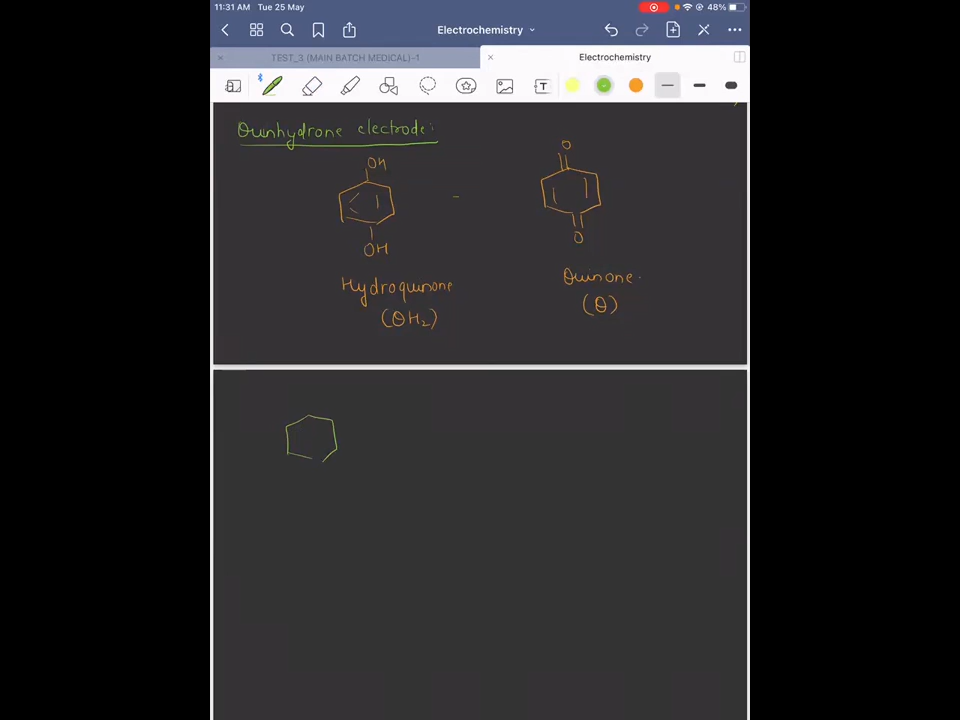 11:31 AM Tue 25 May
48%
Electrochemistry
TEST_3 (MAIN BATCH MEDICAL)-1
Electrochemistry
T
Quinhydrone electrode:
OH
OH
O
O
Hydroquinone
(QH2)
Quinone
(Q)